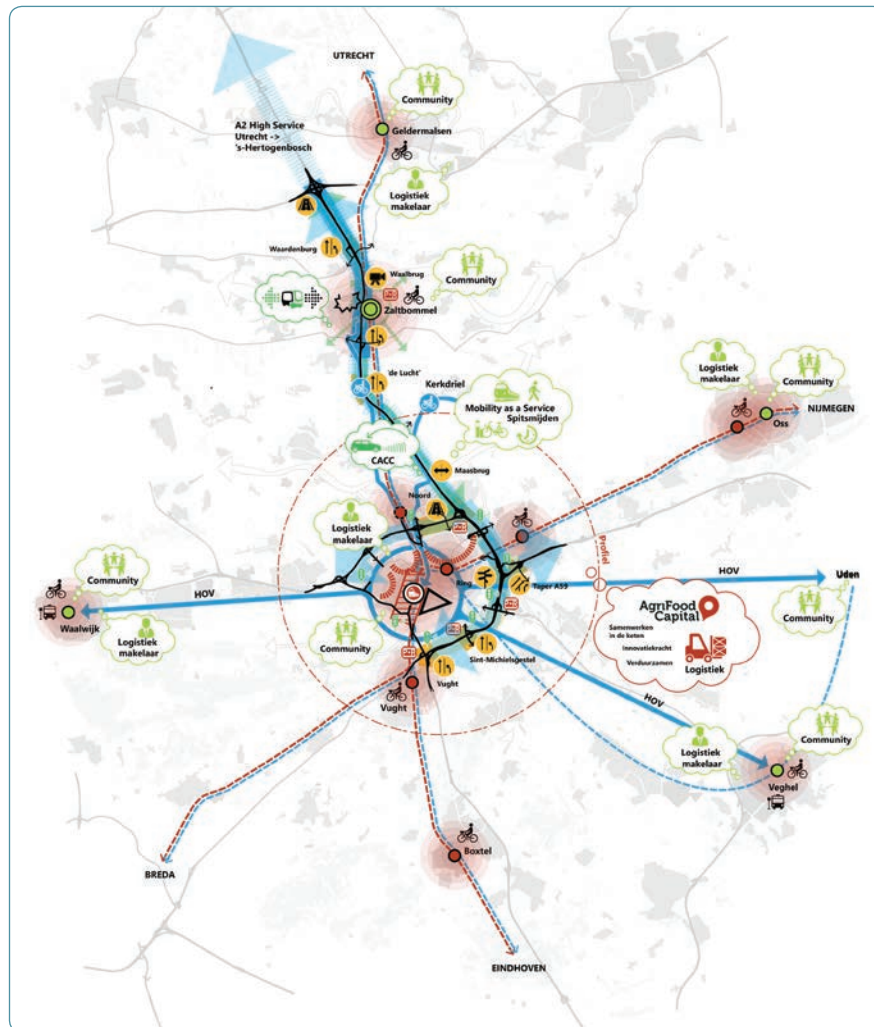 UTRECHT
Community
Geldermalsen
A2 High Service
Utrecht ->
's-Hertogenbosch
Logistiek
makelaar
Waardenburg
Waalbrug
Community
Zaltbommel
'de Lucht'
Kerkdriel
Mobility as a Service
Spitsmijden
Logistiek
makelaar
Community
NIJMEGEN
Oss
CACC
Maasbrug
Noord
Logistiek
makelaar
Profiel
Ring
Taper A59
HOV
Uden
Community
HOV
Community
Waalwijk
Logistiek
makelaar
AgriFood
Capital
Samenwerken
in de keten
Innovatiekracht
Verduurzamen
Logistiek
Community
Sint-Michielsgestel
Vught
Vught
HOV
Logistiek
makelaar
Community
Veghel
Boxtel
BREDA
EINDHOVEN